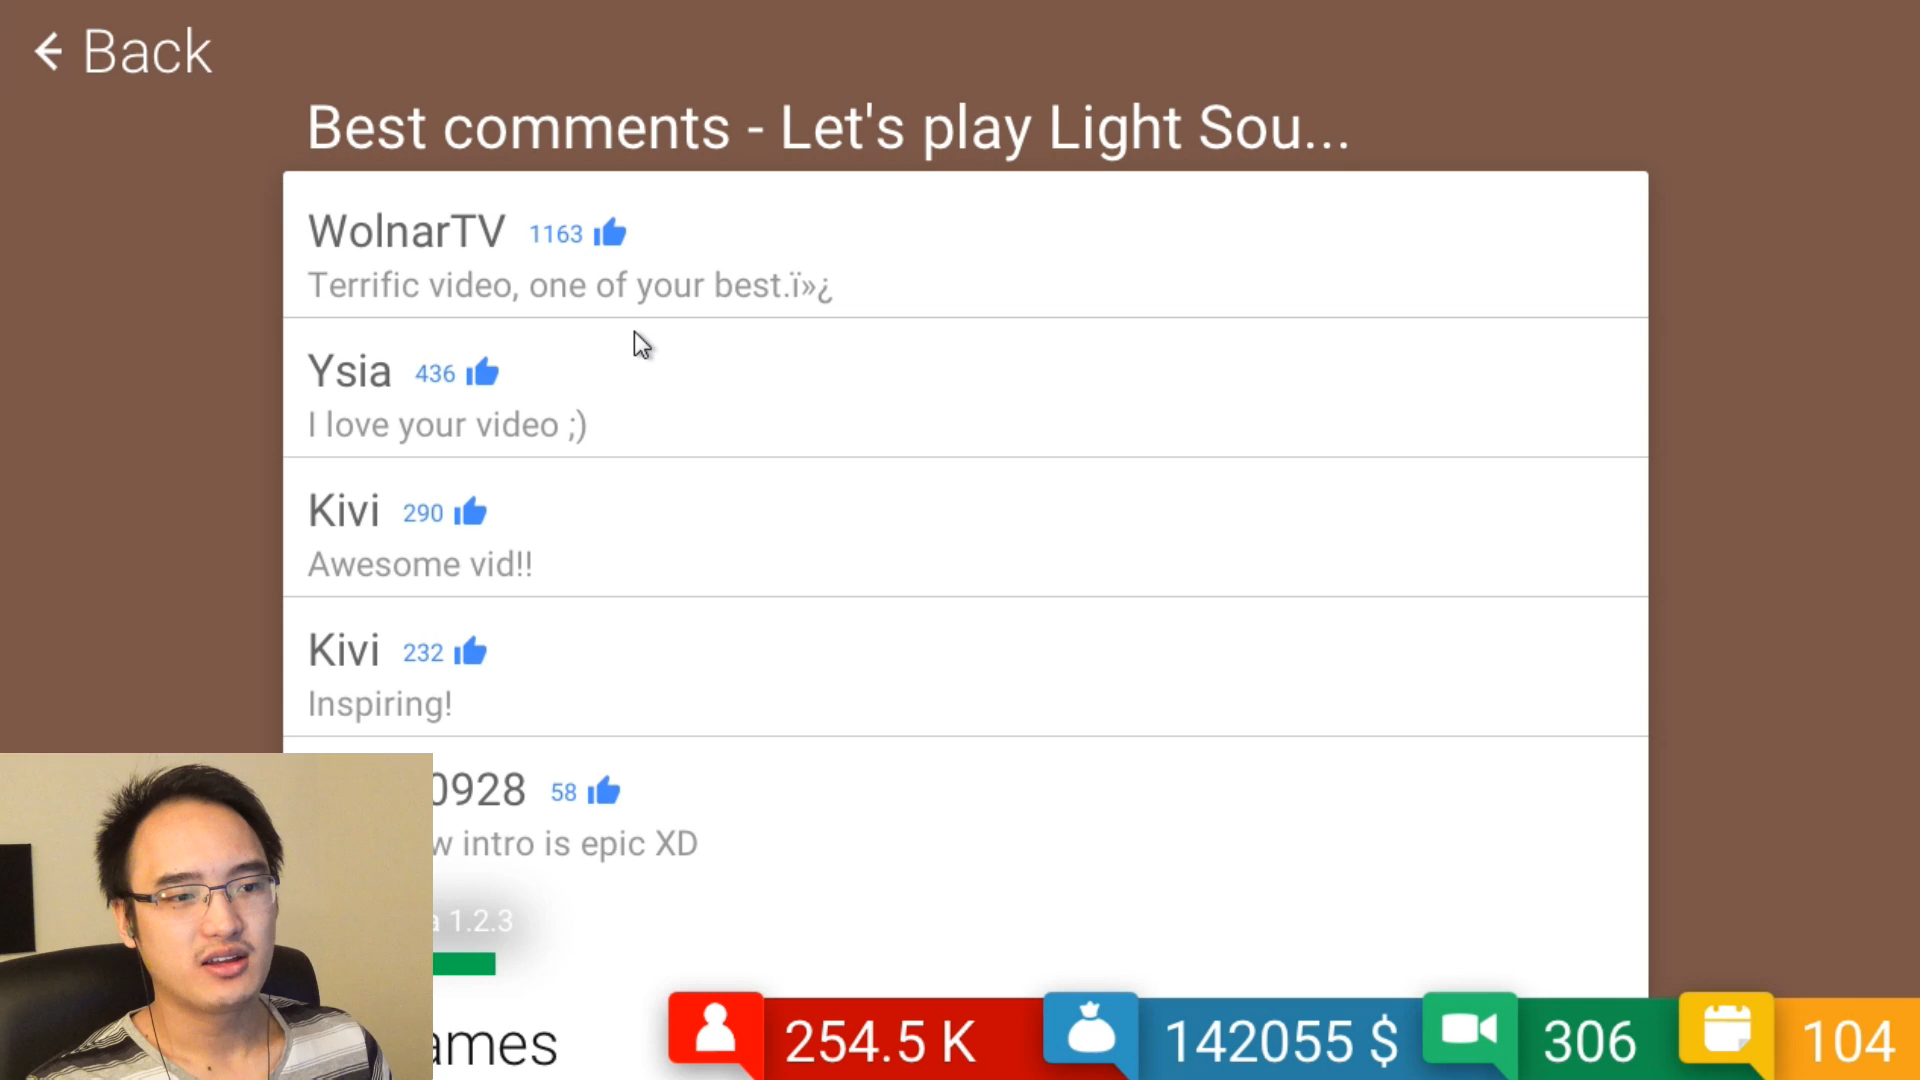 Back
Best comments - Let's play Light Sou...
WolnarTV 1163
Terrific video, one of your best.ï»¿
Ysia 436
I love your video ;)
Kivi 290
Awesome vid!!
Kivi 232
Inspiring!
0928 58
w intro is epic XD
a 1.2.3
ames
254.5 K
142055 $
306
104